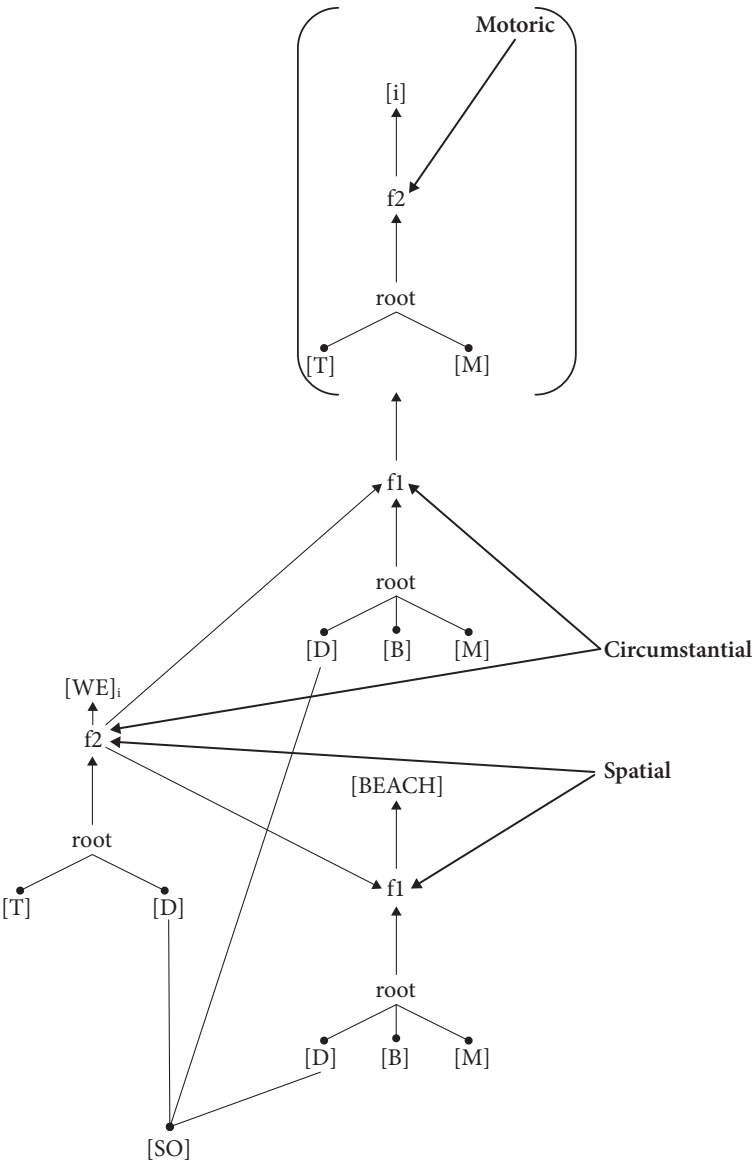 Motoric
[i]
f2
root
[T] [M]
f1
root
[D] [B] [M]
Circumstantial
[WE]ᵢ
f2
Spatial
[BEACH]
root
f1
[T] [D]
root
[D] [B] [M]
[SO]